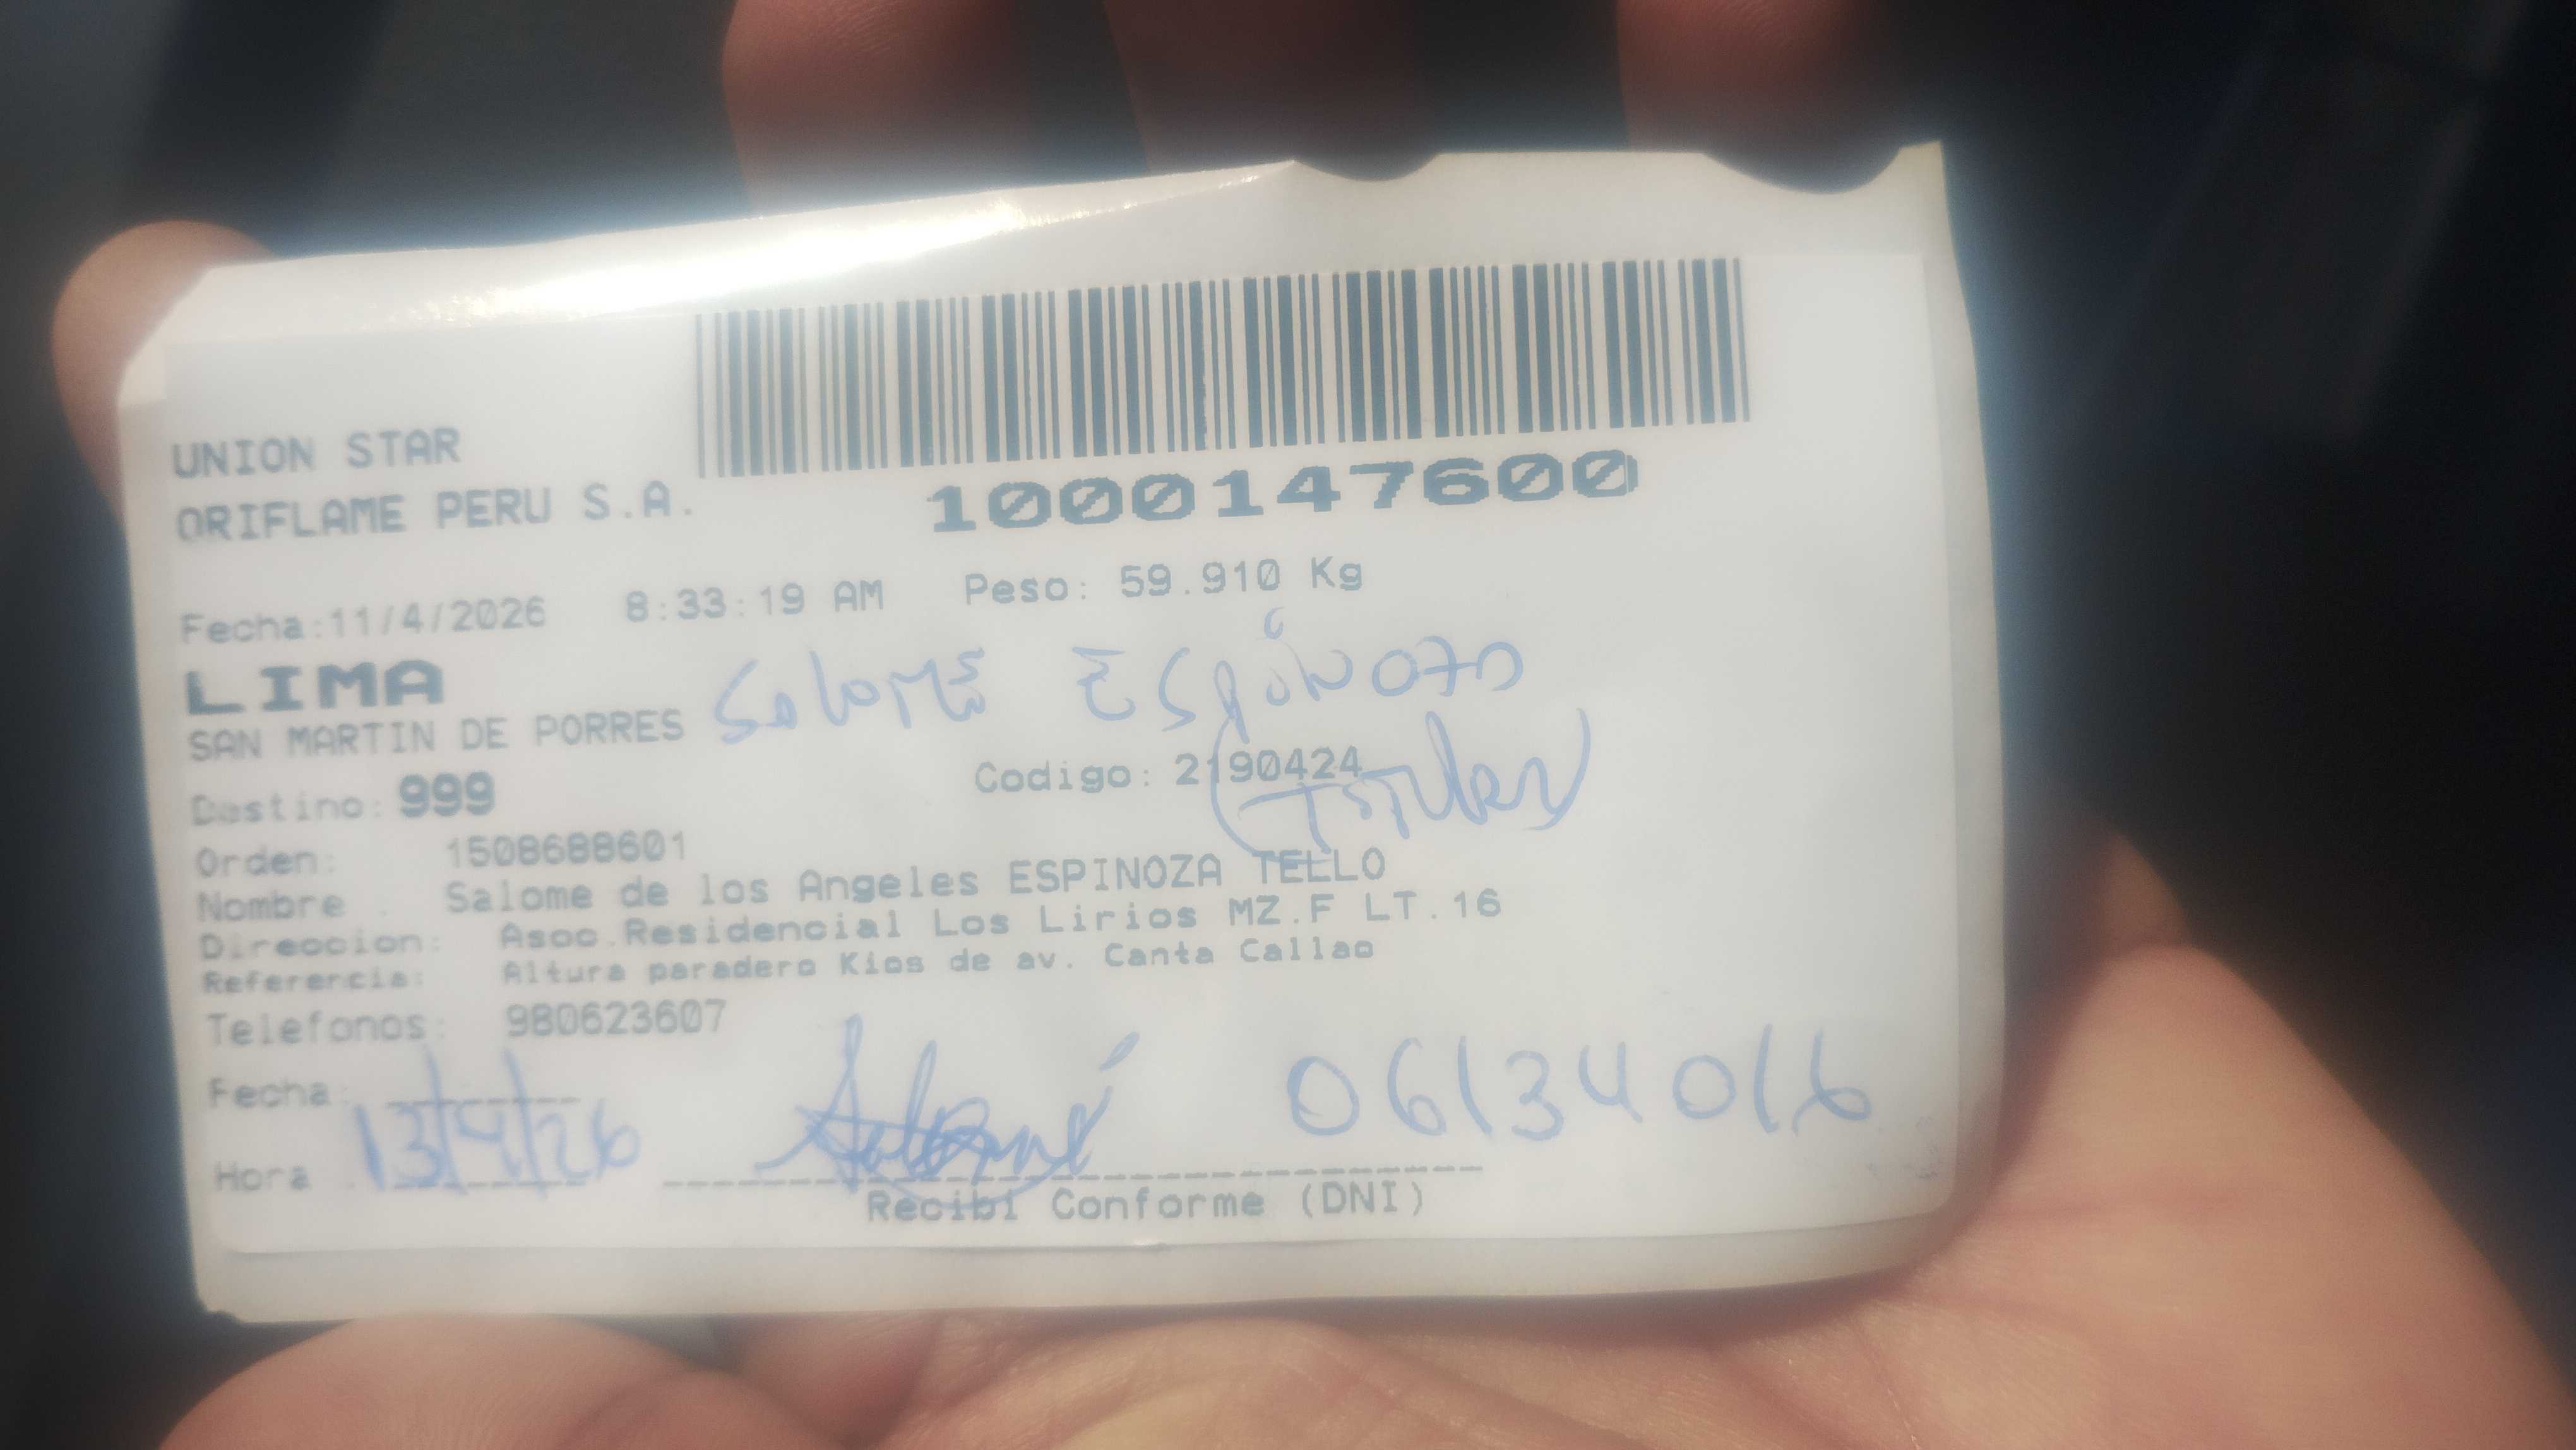 UNION STAR
ORIFLAME PERU S.A.
1000147600
Fecha:11/4/2026 8:33:19 AM Peso: 59.910 Kg
LIMA
Salomé Espinoza
SAN MARTIN DE PORRES
Codigo: 2190424
(Titular)
Destino: 999
Orden: 1508688601
Nombre : Salome de los Angeles ESPINOZA TELLO
Direccion: Asoc.Residencial Los Lirios MZ.F LT.16
Referencia: Altura paradero Kios de av. Canta Callao
Telefonos: 980623607
Fecha:
13/4/26 Salomé 06134016
Hora :
Recibi Conforme (DNI)